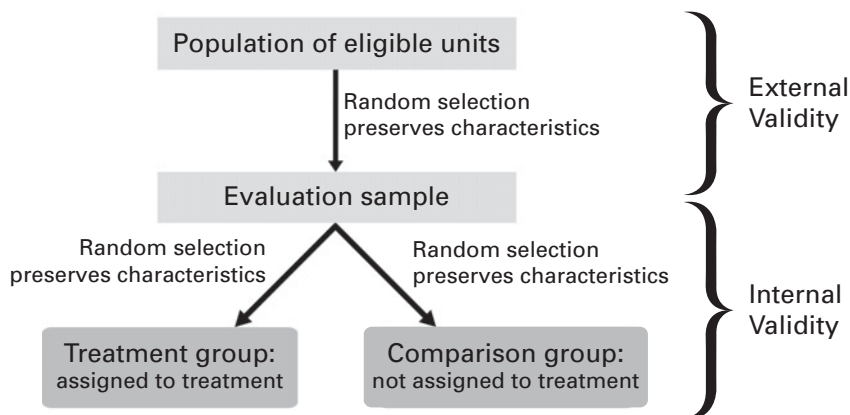 Population of eligible units
Random selection
preserves characteristics
External
Validity
Evaluation sample
Random selection
preserves characteristics
Random selection
preserves characteristics
Internal
Validity
Treatment group:
assigned to treatment
Comparison group:
not assigned to treatment